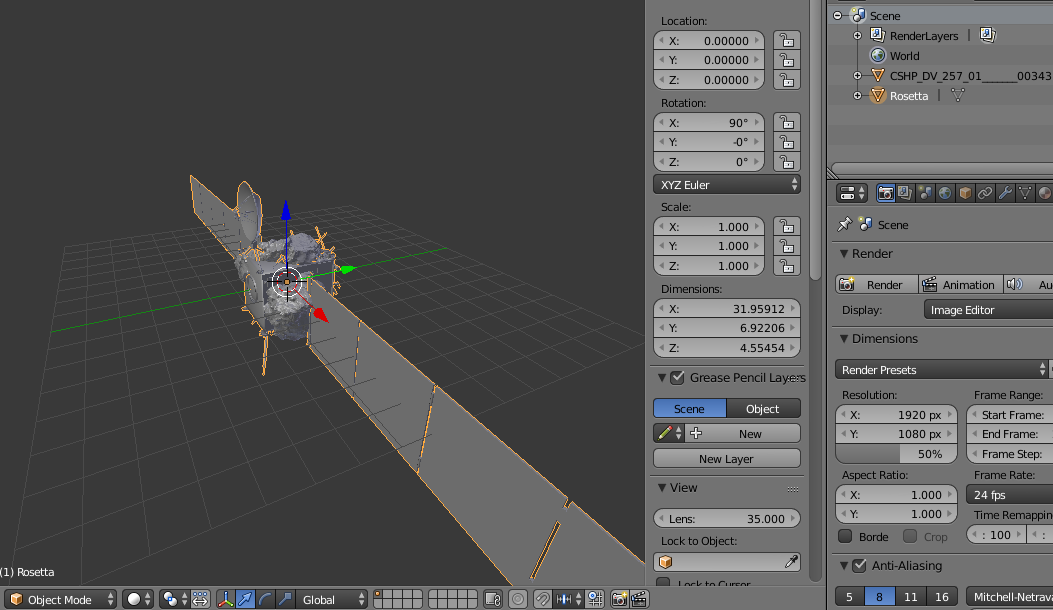 Location:
X: 0.00000
Y: 0.00000
Z: 0.00000
Rotation:
X: 90°
Y: -0°
Z: 0°
XYZ Euler
Scale:
X: 1.000
Y: 1.000
Z: 1.000
Dimensions:
X: 31.95912
Y: 6.92206
Z: 4.55454
Grease Pencil Layers
Scene Object
New
New Layer
View
Lens: 35.000
Lock to Object:
Lock to Cursor
(1) Rosetta
Object Mode
Global
Scene
RenderLayers
World
CSHP_DV_257_01______00343
Rosetta
Scene
Render
Render Animation Au
Display: Image Editor
Dimensions
Render Presets
Resolution: Frame Range:
X: 1920 px Start Frame:
Y: 1080 px End Frame:
50% Frame Step:
Aspect Ratio: Frame Rate:
X: 1.000 24 fps
Y: 1.000 Time Remappin
Borde Crop : 100 :
Anti-Aliasing
5 8 11 16 Mitchell-Netrava